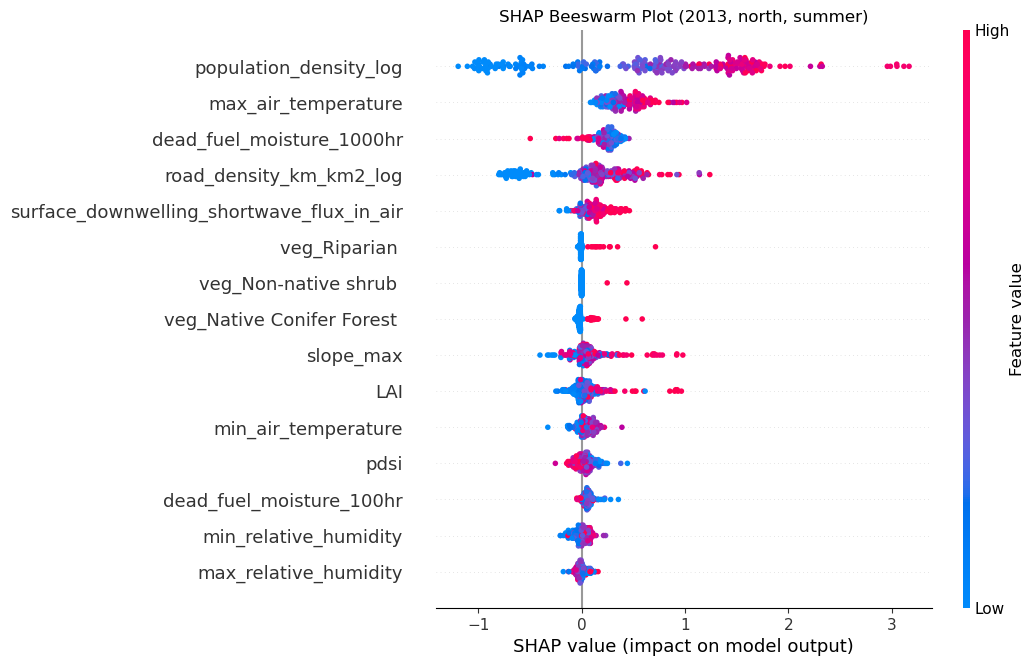 SHAP Beeswarm Plot (2013, north, summer)
High
population_density_log
max_air_temperature
dead_fuel_moisture_1000hr
road_density_km_km2_log
surface_downwelling_shortwave_flux_in_air
veg_Riparian
veg_Non-native shrub
veg_Native Conifer Forest
slope_max
LAI
min_air_temperature
pdsi
dead_fuel_moisture_100hr
min_relative_humidity
max_relative_humidity
Feature value
Low
−1 0 1 2 3
SHAP value (impact on model output)